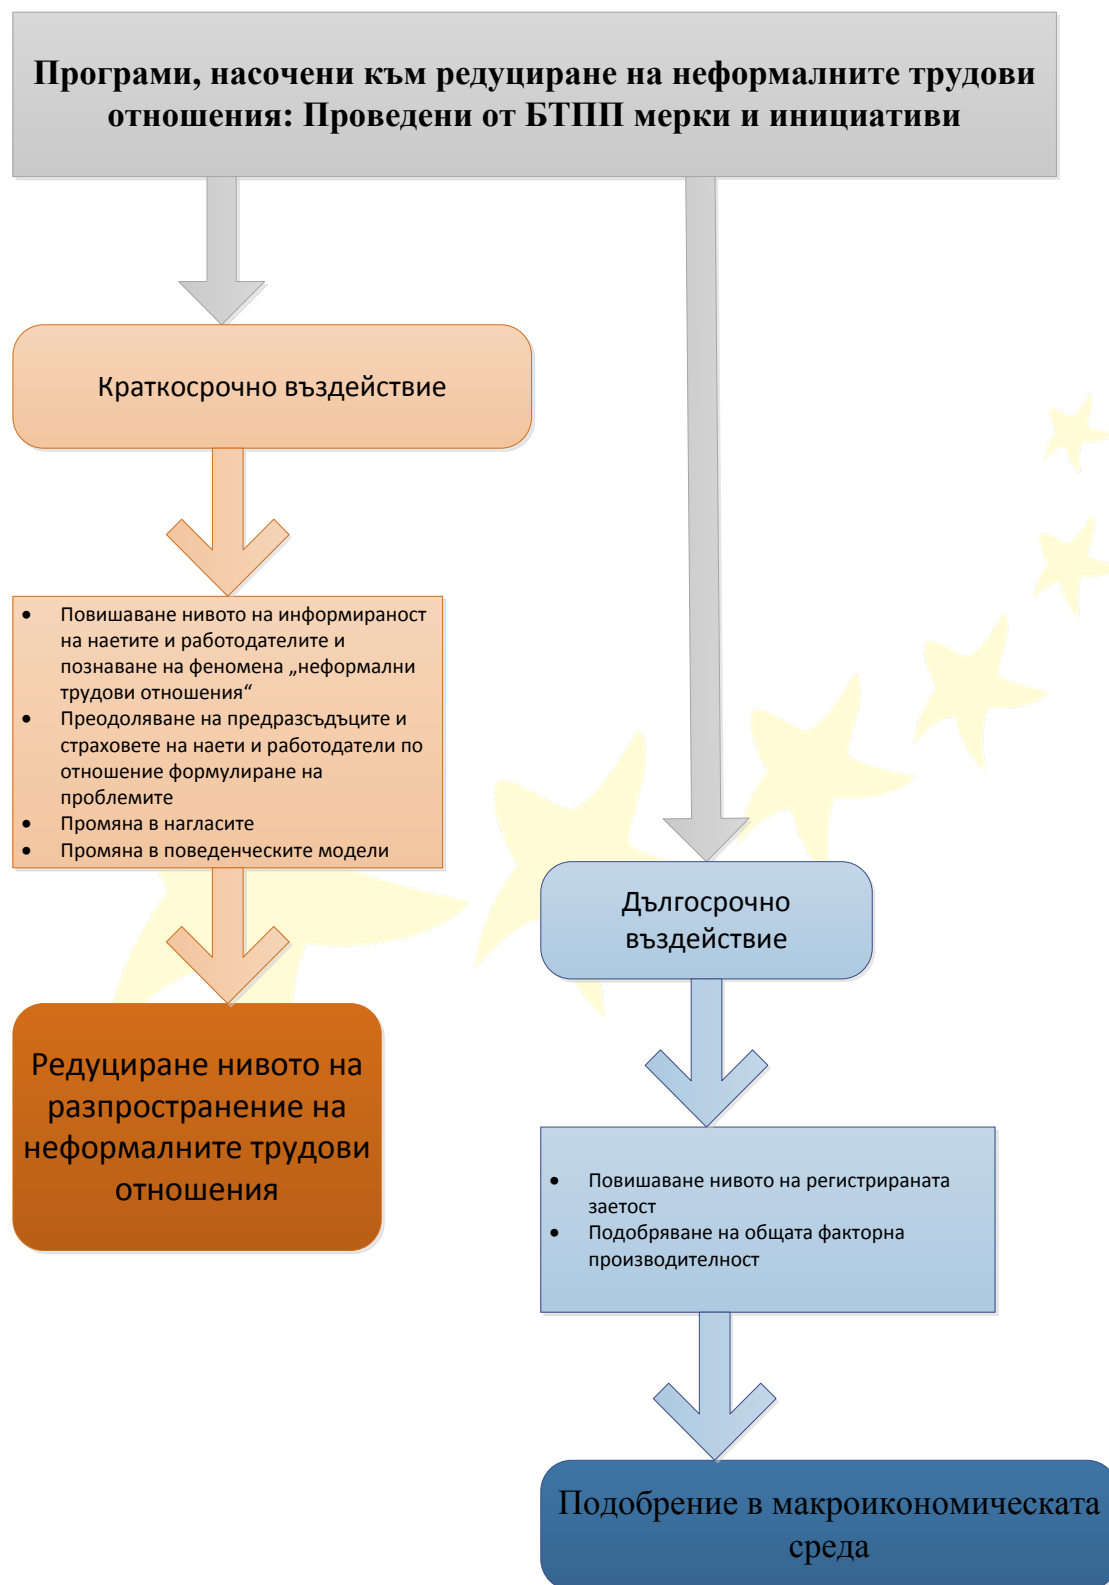 Програми, насочени към редуциране на неформалните трудови
отношения: Проведени от БТПП мерки и инициативи
Краткосрочно въздействие
• Повишаване нивото на информираност
на наетите и работодателите и
познаване на феномена „неформални
трудови отношения“
• Преодоляване на предразсъдъците и
страховете на наети и работодатели по
отношение формулиране на
проблемите
• Промяна в нагласите
• Промяна в поведенческите модели
Редуциране нивото на
разпространение на
неформалните трудови
отношения
Дългосрочно
въздействие
• Повишаване нивото на регистрираната
заетост
• Подобряване на общата факторна
производителност
Подобрение в макроикономическата
среда